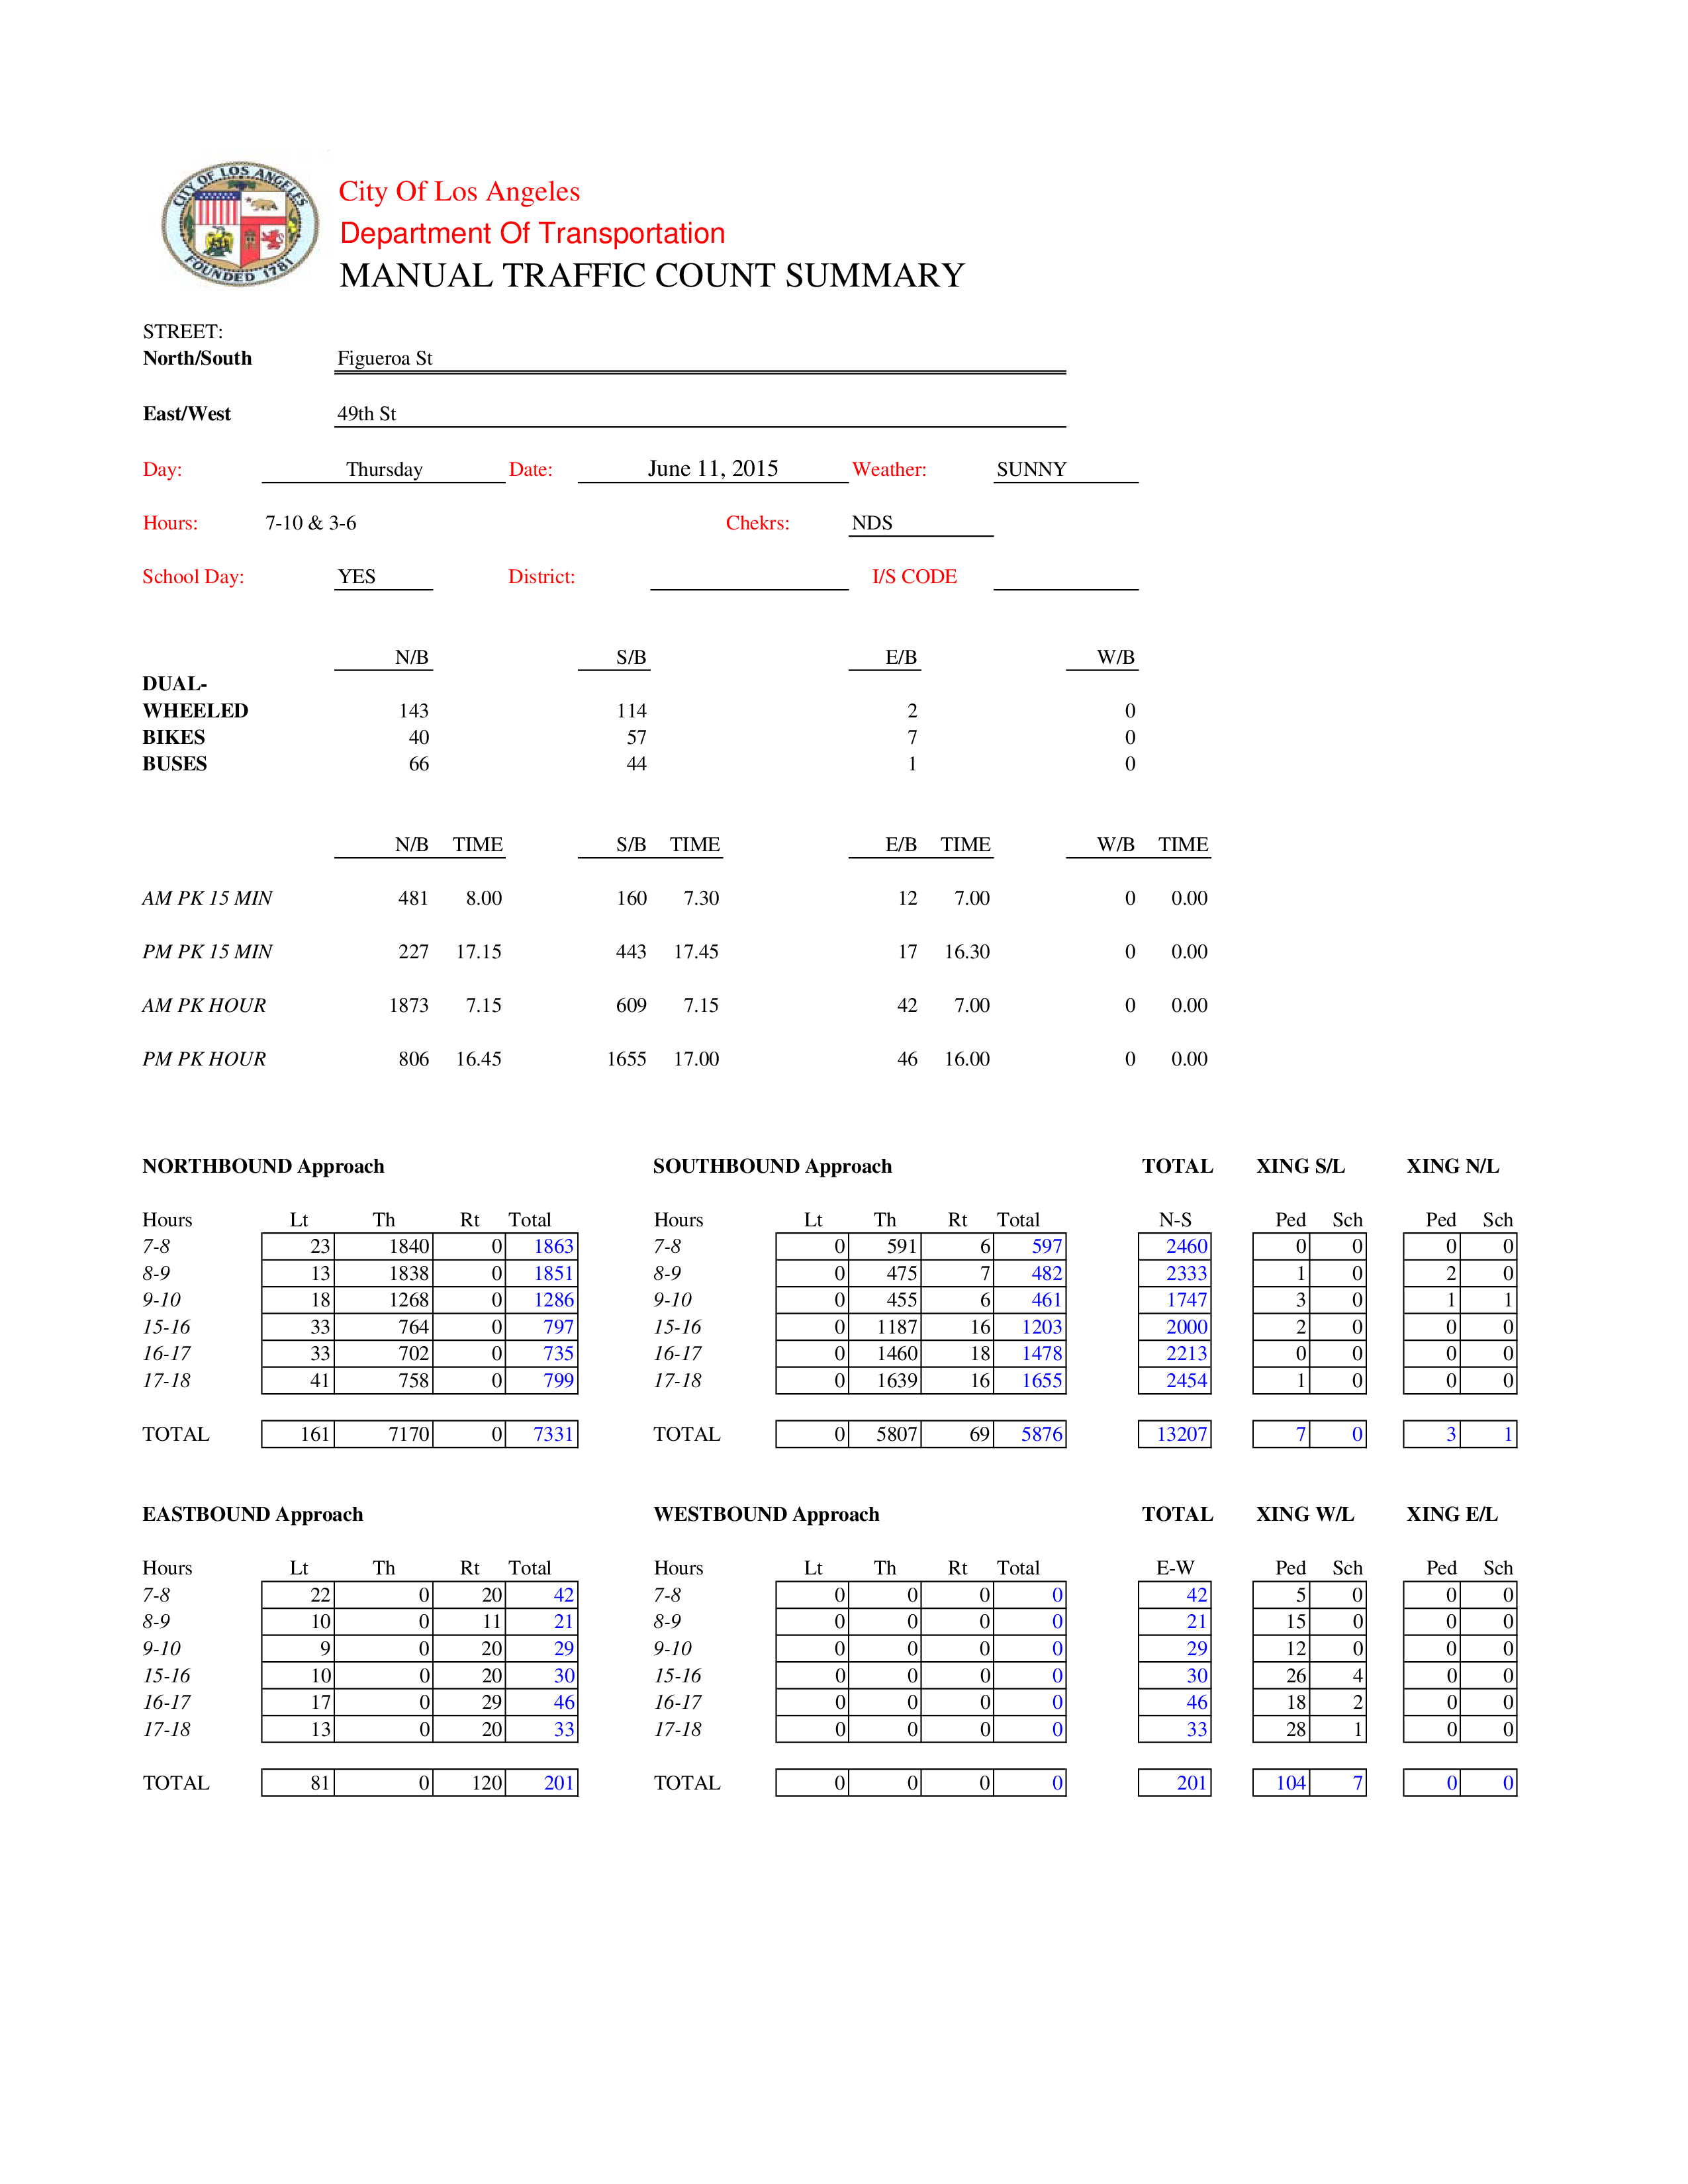 CITY OF LOS ANGELES
FOUNDED 1781
City Of Los Angeles
Department Of Transportation
MANUAL TRAFFIC COUNT SUMMARY
STREET:
North/South Figueroa St
East/West 49th St
Day: Thursday Date: June 11, 2015 Weather: SUNNY
Hours: 7-10 & 3-6 Chekrs: NDS
School Day: YES District: I/S CODE
N/B S/B E/B W/B
DUAL-
WHEELED 143 114 2 0
BIKES 40 57 7 0
BUSES 66 44 1 0
N/B TIME S/B TIME E/B TIME W/B TIME
AM PK 15 MIN 481 8.00 160 7.30 12 7.00 0 0.00
PM PK 15 MIN 227 17.15 443 17.45 17 16.30 0 0.00
AM PK HOUR 1873 7.15 609 7.15 42 7.00 0 0.00
PM PK HOUR 806 16.45 1655 17.00 46 16.00 0 0.00
NORTHBOUND Approach SOUTHBOUND Approach TOTAL XING S/L XING N/L
Hours Lt Th Rt Total Hours Lt Th Rt Total N-S Ped Sch Ped Sch
7-8 23 1840 0 1863 7-8 0 591 6 597 2460 0 0 0 0
8-9 13 1838 0 1851 8-9 0 475 7 482 2333 1 0 2 0
9-10 18 1268 0 1286 9-10 0 455 6 461 1747 3 0 1 1
15-16 33 764 0 797 15-16 0 1187 16 1203 2000 2 0 0 0
16-17 33 702 0 735 16-17 0 1460 18 1478 2213 0 0 0 0
17-18 41 758 0 799 17-18 0 1639 16 1655 2454 1 0 0 0
TOTAL 161 7170 0 7331 TOTAL 0 5807 69 5876 13207 7 0 3 1
EASTBOUND Approach WESTBOUND Approach TOTAL XING W/L XING E/L
Hours Lt Th Rt Total Hours Lt Th Rt Total E-W Ped Sch Ped Sch
7-8 22 0 20 42 7-8 0 0 0 0 42 5 0 0 0
8-9 10 0 11 21 8-9 0 0 0 0 21 15 0 0 0
9-10 9 0 20 29 9-10 0 0 0 0 29 12 0 0 0
15-16 10 0 20 30 15-16 0 0 0 0 30 26 4 0 0
16-17 17 0 29 46 16-17 0 0 0 0 46 18 2 0 0
17-18 13 0 20 33 17-18 0 0 0 0 33 28 1 0 0
TOTAL 81 0 120 201 TOTAL 0 0 0 0 201 104 7 0 0